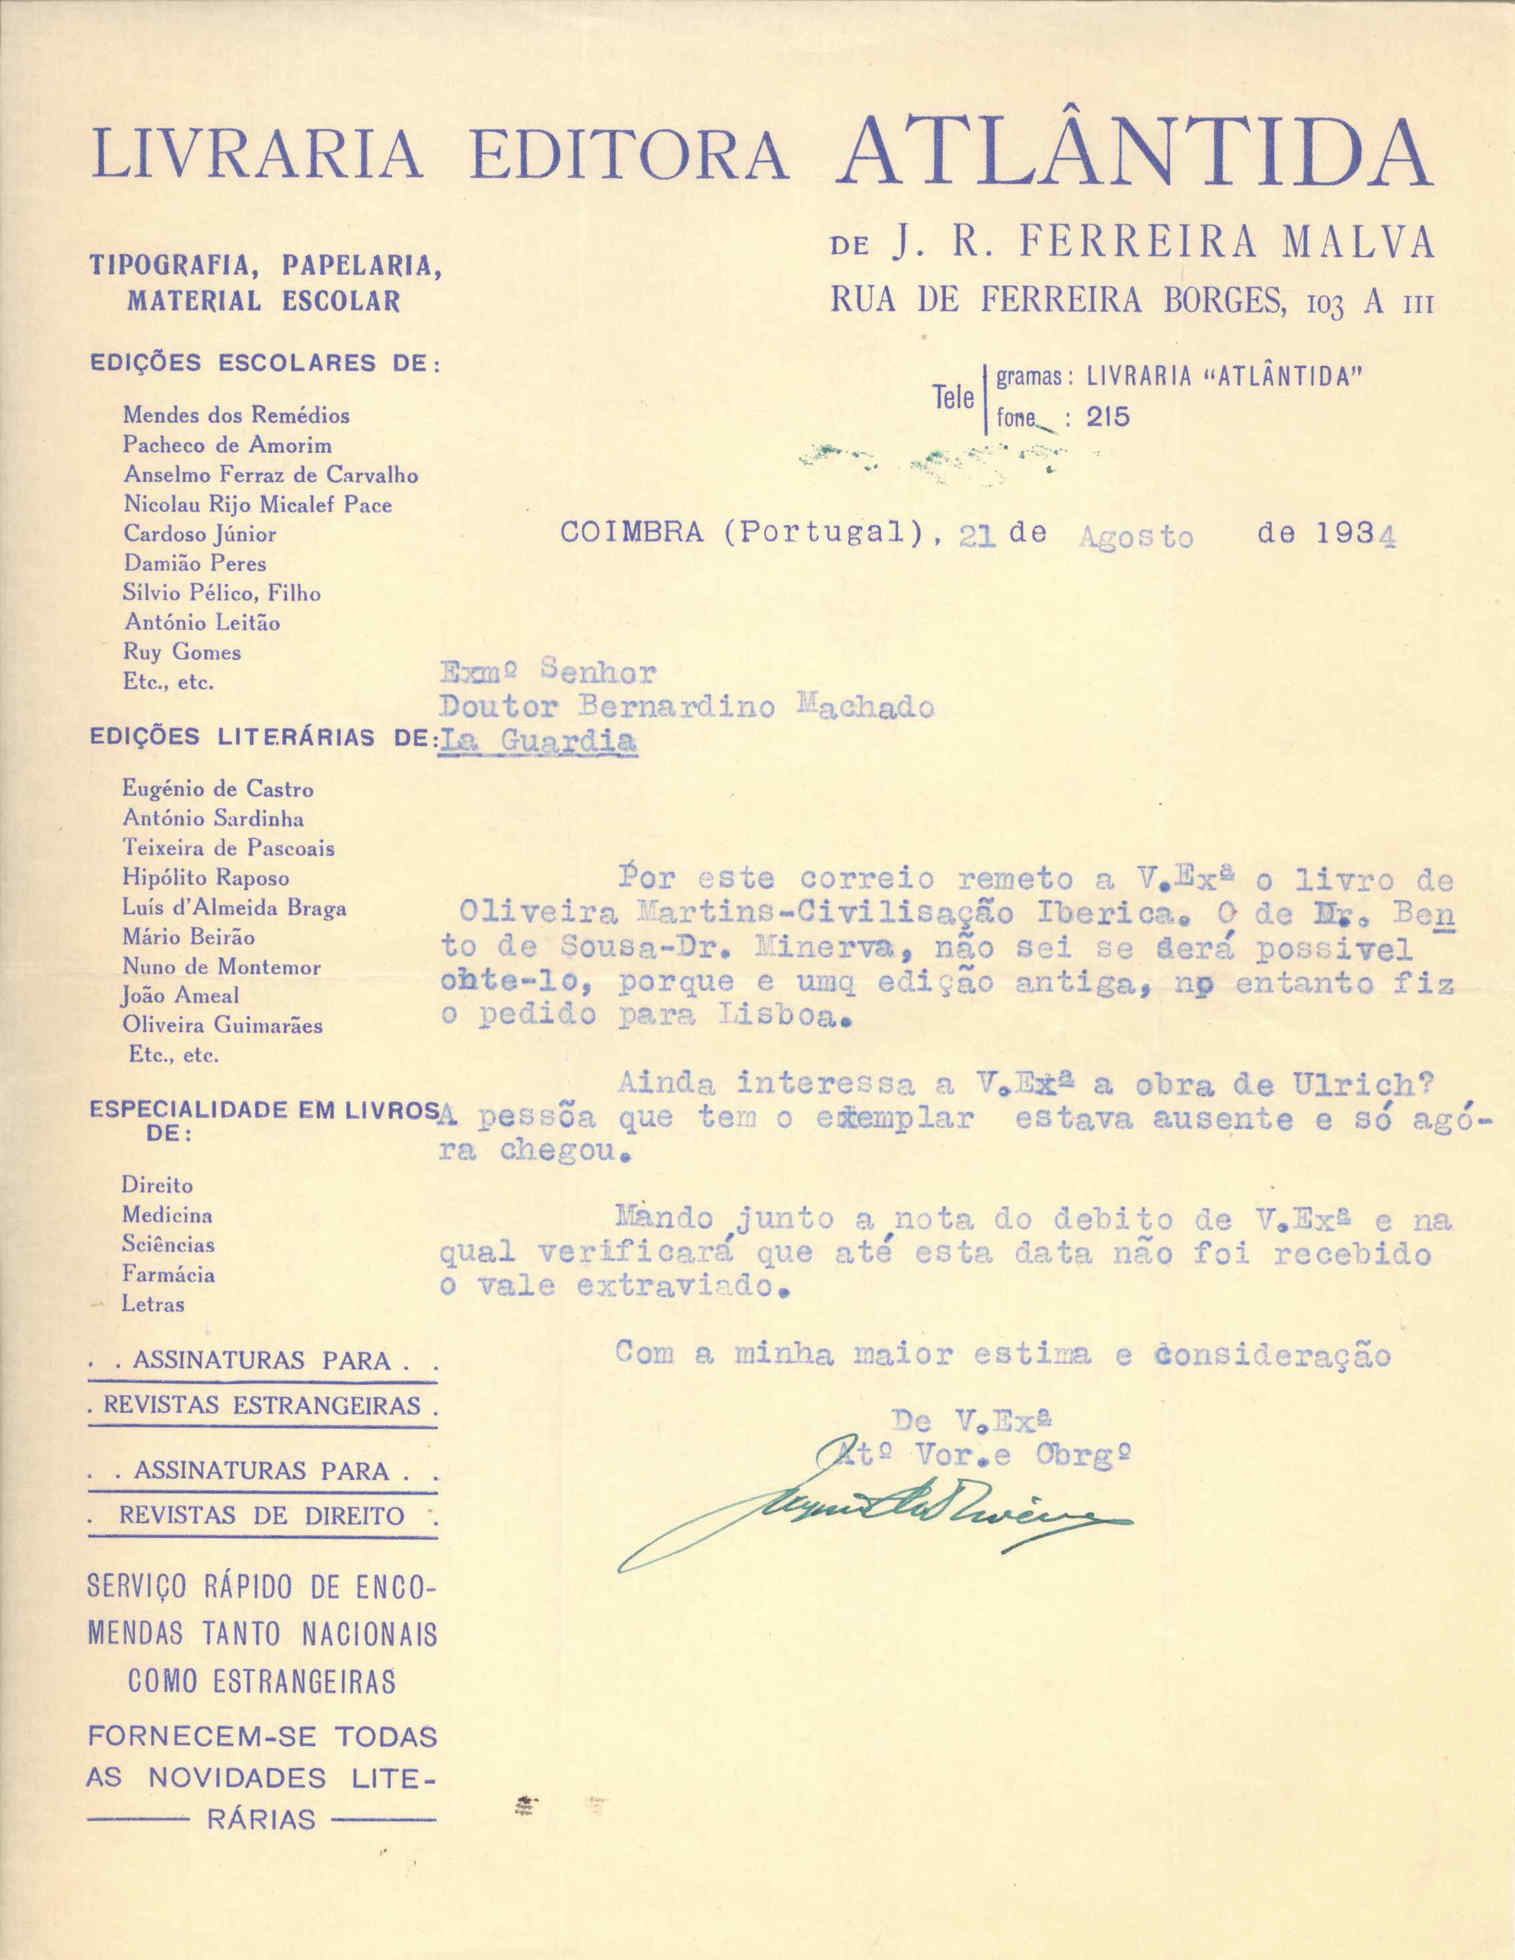 LIVRARIA EDITORA ATLÂNTIDA
DE J. R. FERREIRA MALVA
RUA DE FERREIRA BORGES, 103 A 111
Tele
gramas: LIVRARIA “ATLÂNTIDA”
fone : 215
TIPOGRAFIA, PAPELARIA,
MATERIAL ESCOLAR
EDIÇÕES ESCOLARES DE:
Mendes dos Remédios
Pacheco de Amorim
Anselmo Ferraz de Carvalho
Nicolau Rijo Micalef Pace
Cardoso Júnior
Damião Peres
Sílvio Pélico, Filho
António Leitão
Ruy Gomes
Etc., etc.
EDIÇÕES LITERÁRIAS DE:
Eugénio de Castro
António Sardinha
Teixeira de Pascoais
Hipólito Raposo
Luís d'Almeida Braga
Mário Beirão
Nuno de Montemor
João Ameal
Oliveira Guimarães
Etc., etc.
ESPECIALIDADE EM LIVROS
DE:
Direito
Medicina
Sciências
Farmácia
Letras
. . ASSINATURAS PARA . .
. REVISTAS ESTRANGEIRAS .
. . ASSINATURAS PARA . .
. REVISTAS DE DIREITO .
SERVIÇO RÁPIDO DE ENCO-
MENDAS TANTO NACIONAIS
COMO ESTRANGEIRAS
FORNECEM-SE TODAS
AS NOVIDADES LITE-
RÁRIAS
COIMBRA (Portugal), 21 de Agosto de 1934
Exmº Senhor
Doutor Bernardino Machado
La Guardia
Por este correio remeto a V.Exª o livro de
Oliveira Martins-Civilisação Iberica. O de Dr. Ben
to de Sousa-Dr. Minerva, não sei se será possivel
obte-lo, porque e umq edição antiga, no entanto fiz
o pedido para Lisboa.
Ainda interessa a V.Exª a obra de Ulrich?
A pessõa que tem o exemplar estava ausente e só agó-
ra chegou.
Mando junto a nota do debito de V.Exª e na
qual verificará que até esta data não foi recebido
o vale extraviado.
Com a minha maior estima e consideração
De V.Exª
Atº Vor.e Obrgº